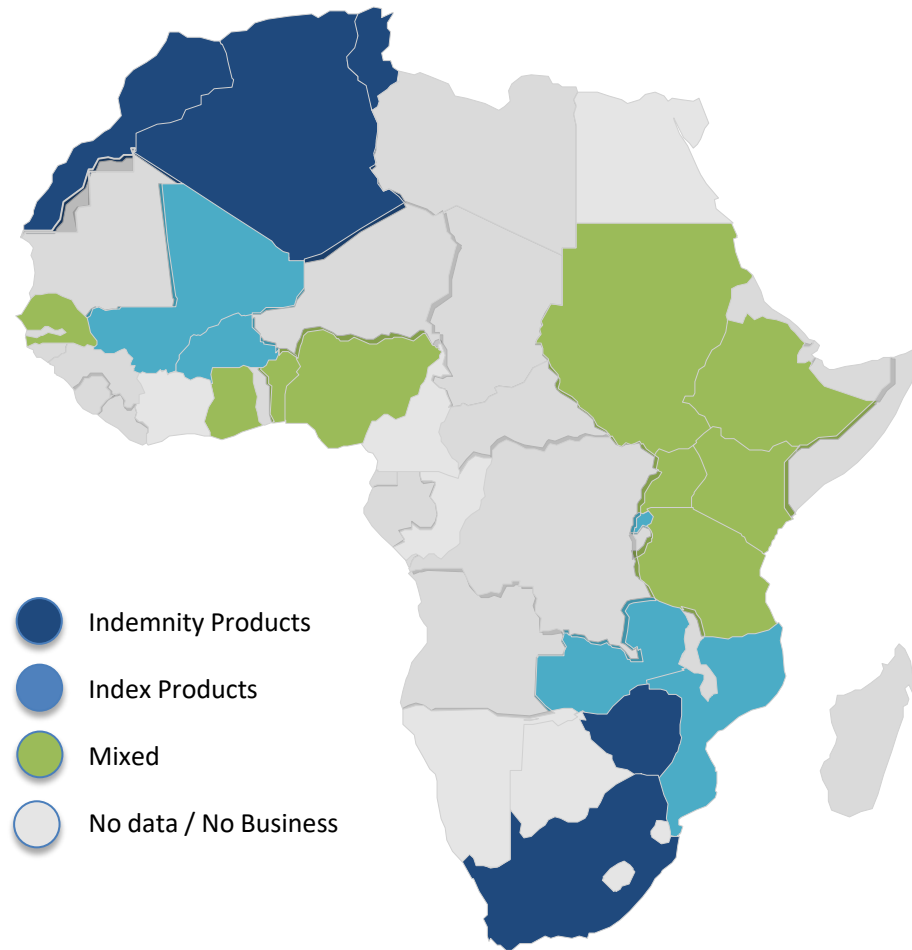 Indemnity Products
Index Products
Mixed
No data / No Business